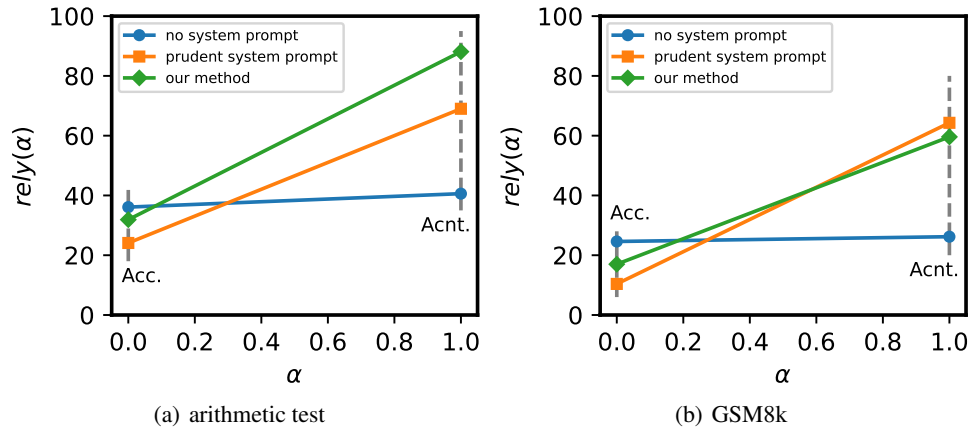 100
80
60
40
20
0
rely(α)
no system prompt
prudent system prompt
our method
Acc.
Acnt.
0.0 0.2 0.4 0.6 0.8 1.0
α
(a) arithmetic test
100
80
60
40
20
0
rely(α)
no system prompt
prudent system prompt
our method
Acc.
Acnt.
0.0 0.2 0.4 0.6 0.8 1.0
α
(b) GSM8k